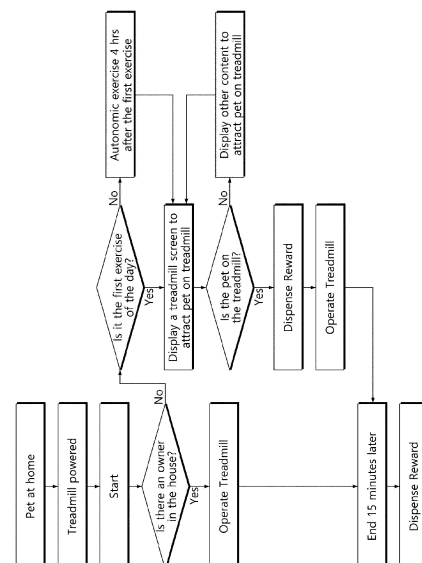 Pet at home
Treadmill powered
Start
Is there an owner
in the house?
No
Yes
Operate Treadmill
Is it the first exercise
of the day?
No
Yes
Autonomic exercise 4 hrs
after the first exercise
Display a treadmill screen to
attract pet on treadmill
Is the pet on
the treadmill?
No
Yes
Display other content to
attract pet on treadmill
Dispense Reward
Operate Treadmill
End 15 minutes later
Dispense Reward